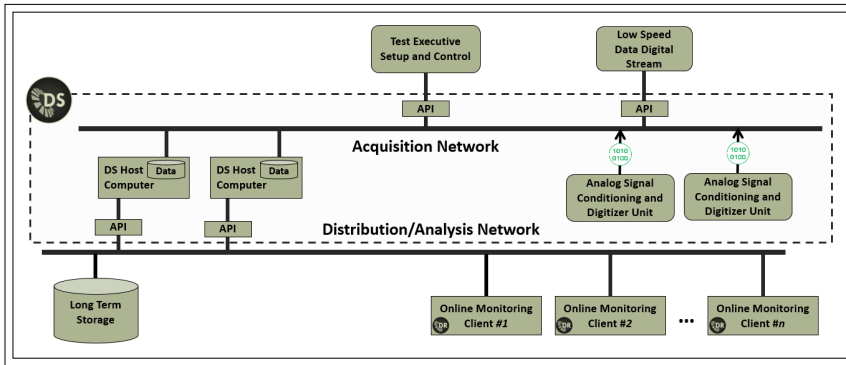 Test Executive
Setup and Control
Low Speed
Data Digital
Stream
DS
API
API
Acquisition Network
1010
0100
1010
0100
DS Host
Computer
Data
DS Host
Computer
Data
Analog Signal
Conditioning and
Digitizer Unit
Analog Signal
Conditioning and
Digitizer Unit
API
API
Distribution/Analysis Network
Long Term
Storage
Online Monitoring
Client #1
DR
Online Monitoring
Client #2
DR
...
Online Monitoring
Client #n
DR